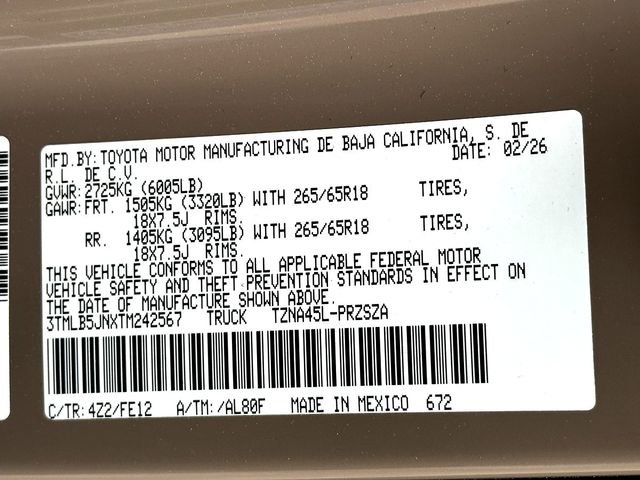 MFD.BY:TOYOTA MOTOR MANUFACTURING DE BAJA CALIFORNIA, S. DE
R.L. DE C.V. DATE: 02/26
GVWR: 2725KG (6005LB)
GAWR:FRT. 1505KG (3320LB) WITH 265/65R18 TIRES,
18X7.5J RIMS.
RR. 1405KG (3095LB) WITH 265/65R18 TIRES,
18X7.5J RIMS.
THIS VEHICLE CONFORMS TO ALL APPLICABLE FEDERAL MOTOR
VEHICLE SAFETY AND THEFT PREVENTION STANDARDS IN EFFECT ON
THE DATE OF MANUFACTURE SHOWN ABOVE.
3TMLB5JNXTM242567 TRUCK TZNA45L-PRZSZA
C/TR:4Z2/FE12 A/TM:/AL80F MADE IN MEXICO 672